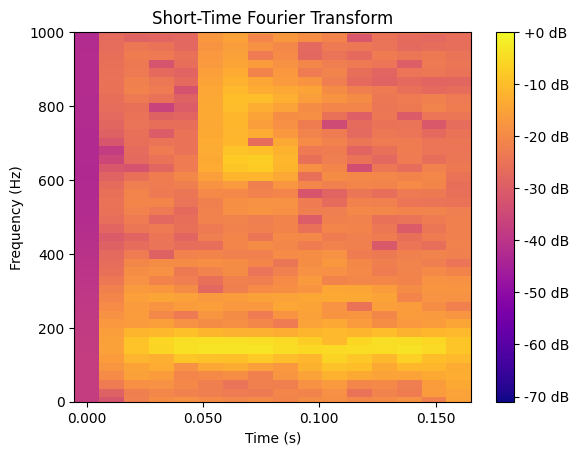 Short-Time Fourier Transform
Frequency (Hz)
1000
800
600
400
200
0
0.000
0.050
0.100
0.150
Time (s)
+0 dB
-10 dB
-20 dB
-30 dB
-40 dB
-50 dB
-60 dB
-70 dB